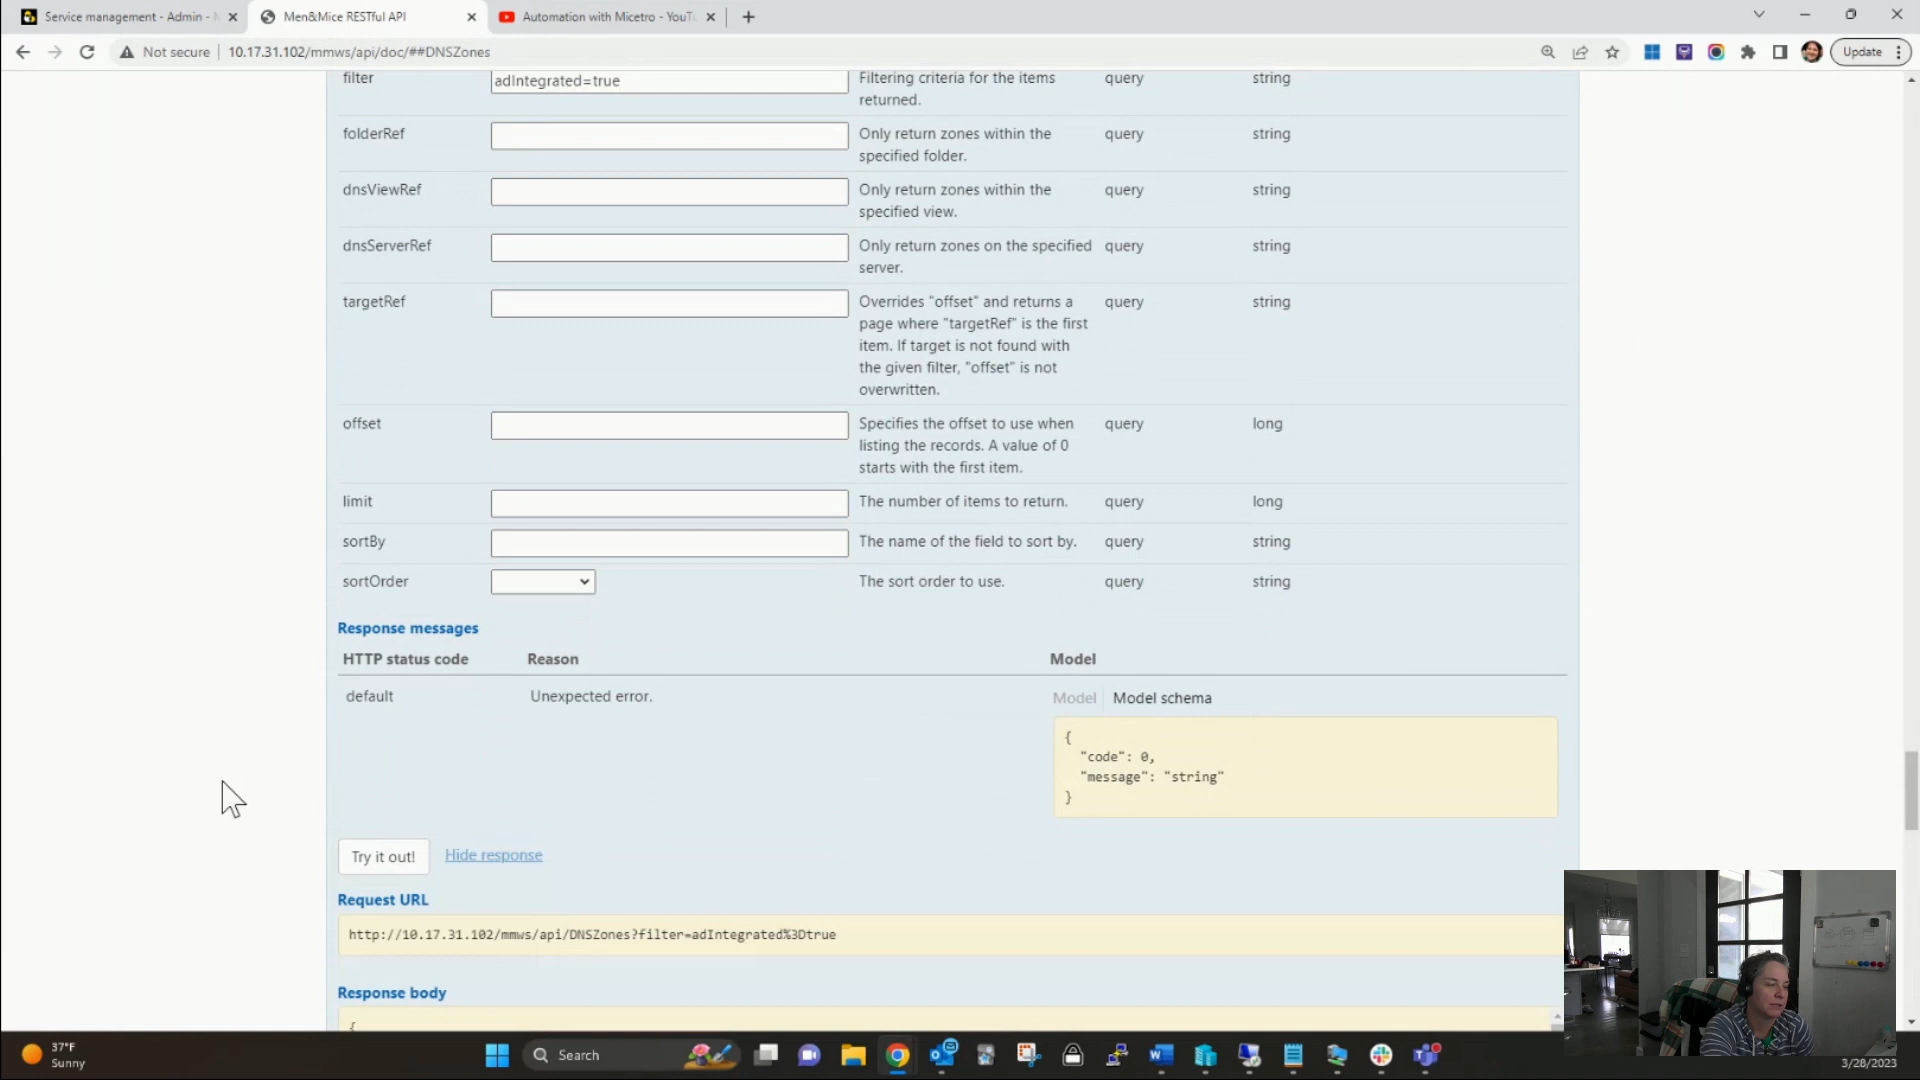 Service management - Admin -
Men&Mice RESTful API
Automation with Micetro - YouT
Not secure
10.17.31.102/mmws/api/doc/##DNSZones
Update
filter
adIntegrated=true
Filtering criteria for the items
returned.
query
string
folderRef
Only return zones within the
specified folder.
query
string
dnsViewRef
Only return zones within the
specified view.
query
string
dnsServerRef
Only return zones on the specified
server.
query
string
targetRef
Overrides "offset" and returns a
page where "targetRef" is the first
item. If target is not found with
the given filter, "offset" is not
overwritten.
query
string
offset
Specifies the offset to use when
listing the records. A value of 0
starts with the first item.
query
long
limit
The number of items to return.
query
long
sortBy
The name of the field to sort by.
query
string
sortOrder
The sort order to use.
query
string
Response messages
HTTP status code
Reason
Model
default
Unexpected error.
Model
Model schema
{
"code": 0,
"message": "string"
}
Try it out!
Hide response
Request URL
http://10.17.31.102/mmws/api/DNSZones?filter=adIntegrated%3Dtrue
Response body
{
37°F
Sunny
Search
3/28/2023